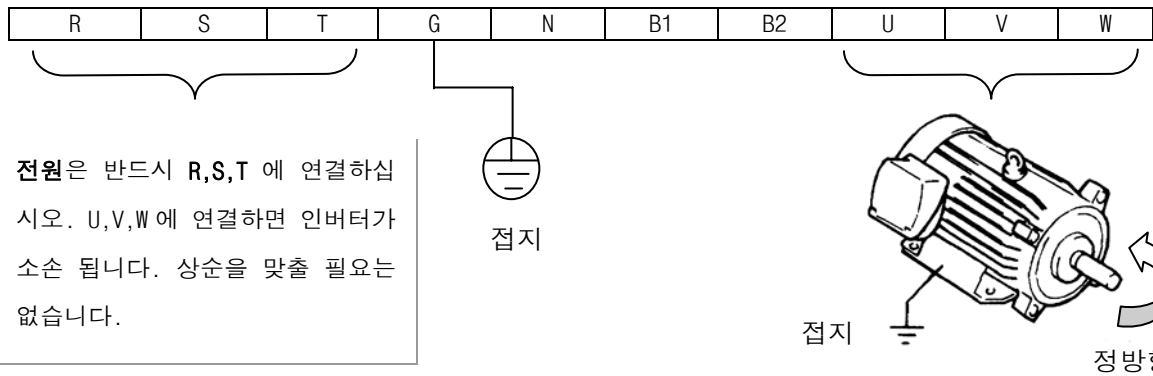 R S T G N B1 B2 U V W
전원은 반드시 R,S,T 에 연결하십
시오. U,V,W에 연결하면 인버터가
소손 됩니다. 상순을 맞출 필요는
없습니다.
접지
접지